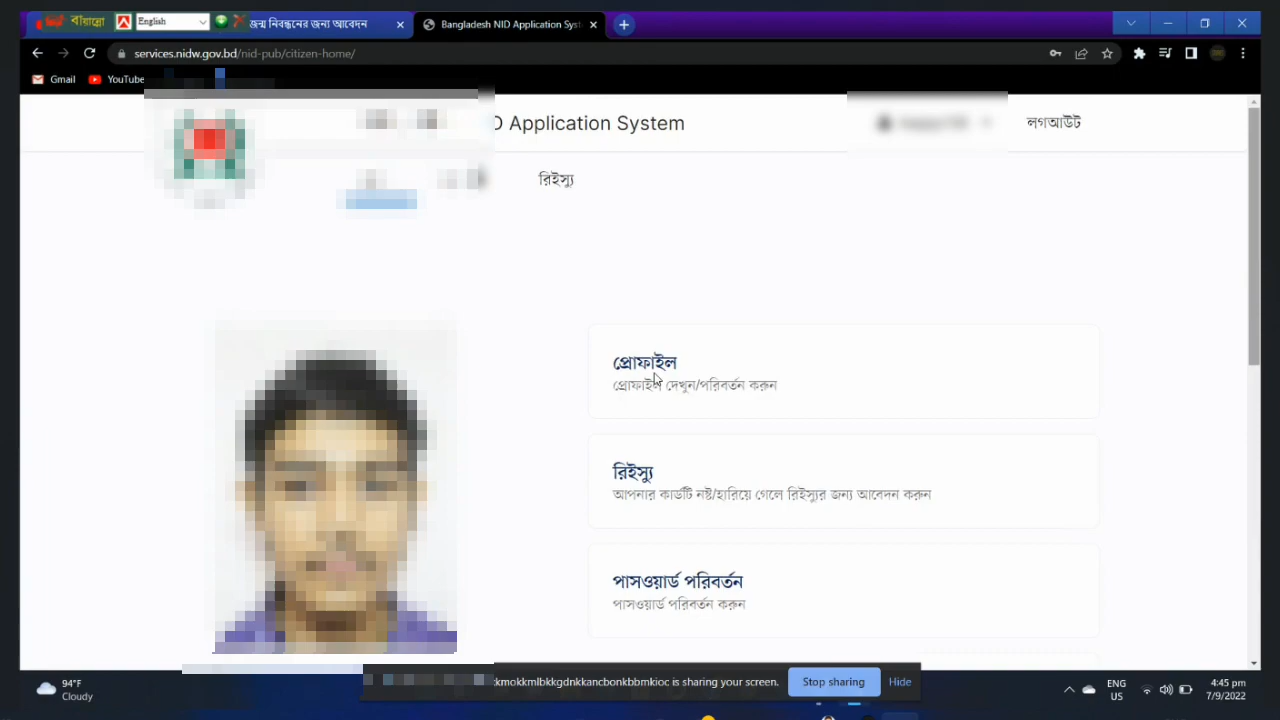 বাঁয়ান্নো English জন্ম নিবন্ধনের জন্য আবেদন
Bangladesh NID Application Syst
services.nidw.gov.bd/nid-pub/citizen-home/
Gmail YouTube
Application System
লগআউট
রিইস্যু
প্রোফাইল
প্রোফাইল দেখুন/পরিবর্তন করুন
রিইস্যু
আপনার কার্ডটি নষ্ট/হারিয়ে গেলে রিইস্যুর জন্য আবেদন করুন
পাসওয়ার্ড পরিবর্তন
পাসওয়ার্ড পরিবর্তন করুন
kmokkmlbkkgdnkkancbonkbbmkioc is sharing your screen.
Stop sharing
Hide
94°F
Cloudy
ENG
US
4:45 pm
7/9/2022